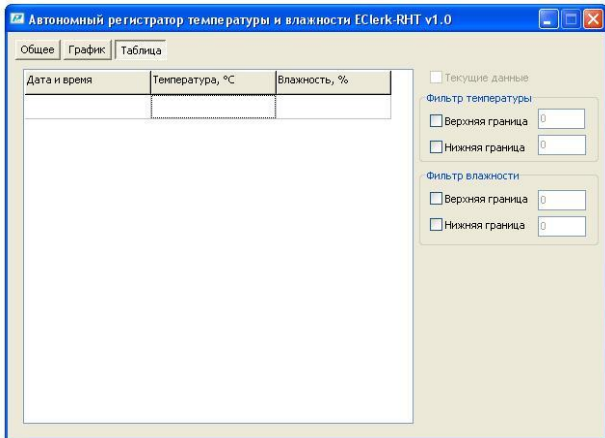 Автономный регистратор температуры и влажности EClerk-RHT v1.0
Общее График Таблица
Дата и время Температура, °C Влажность, %
Текущие данные
Фильтр температуры
Верхняя граница 0
Нижняя граница 0
Фильтр влажности
Верхняя граница 0
Нижняя граница 0